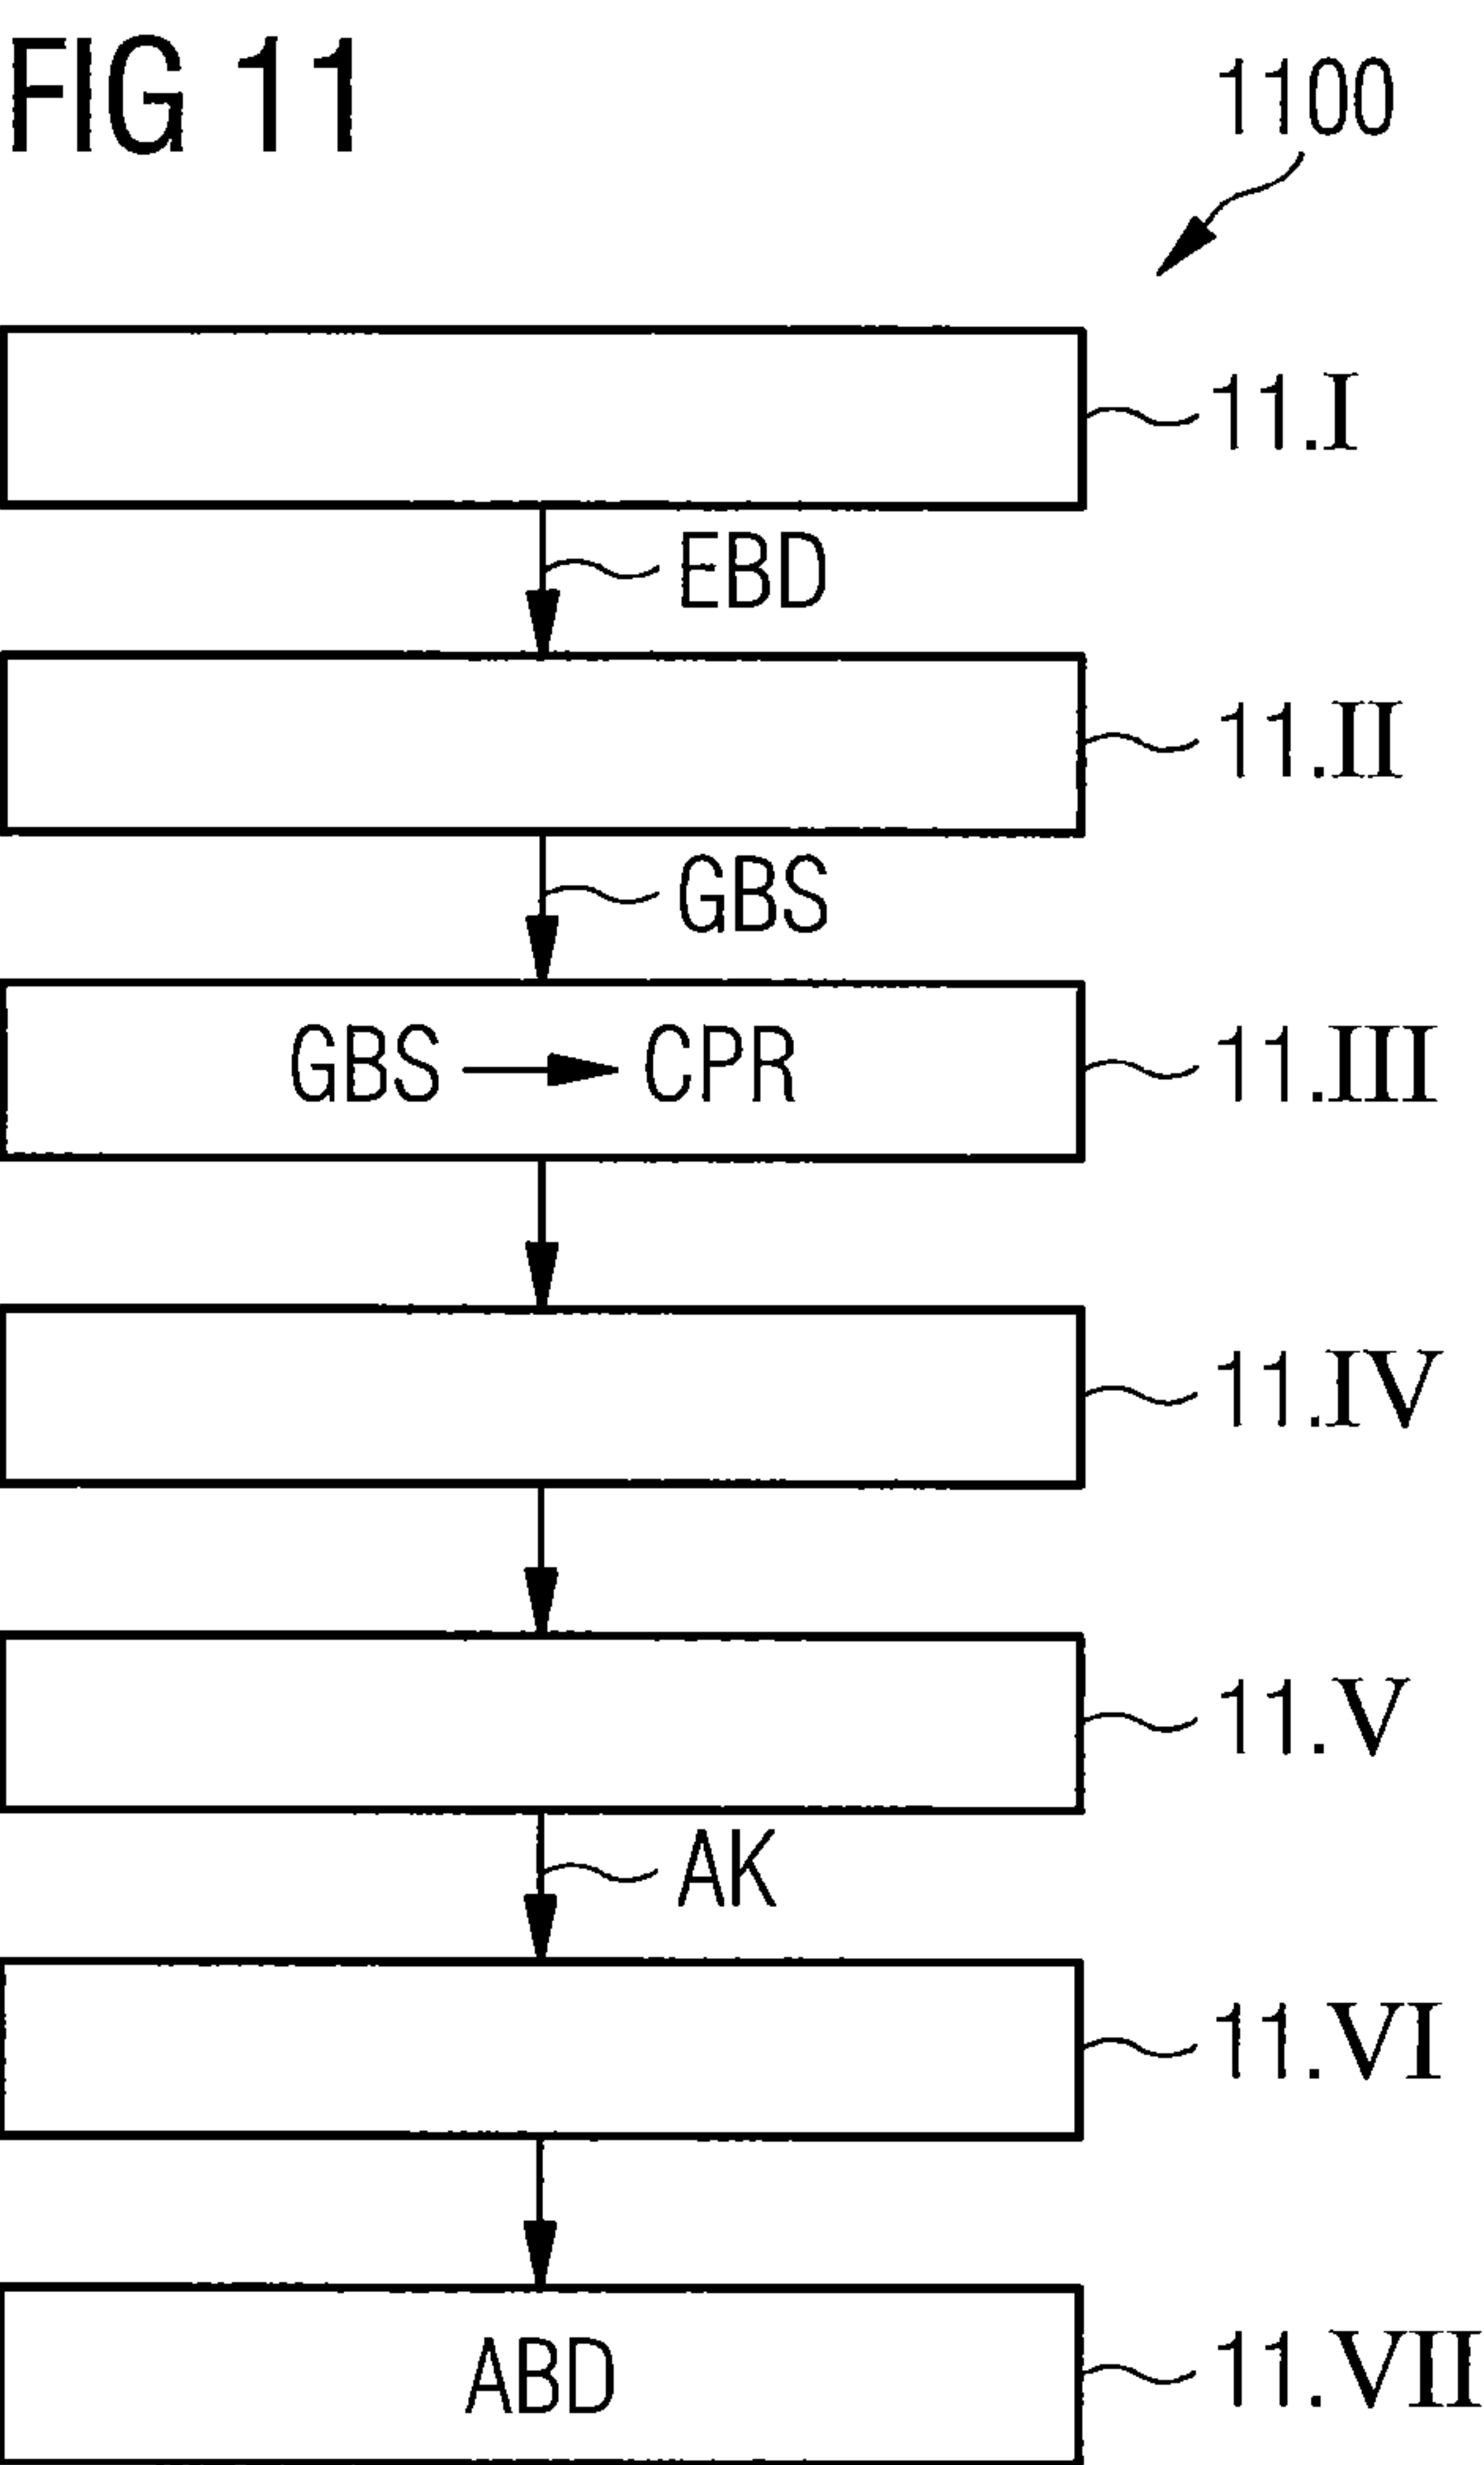 FIG 11
1100
11.I
EBD
11.II
GBS
GBS → CPR
11.III
11.IV
11.V
AK
11.VI
ABD
11.VII